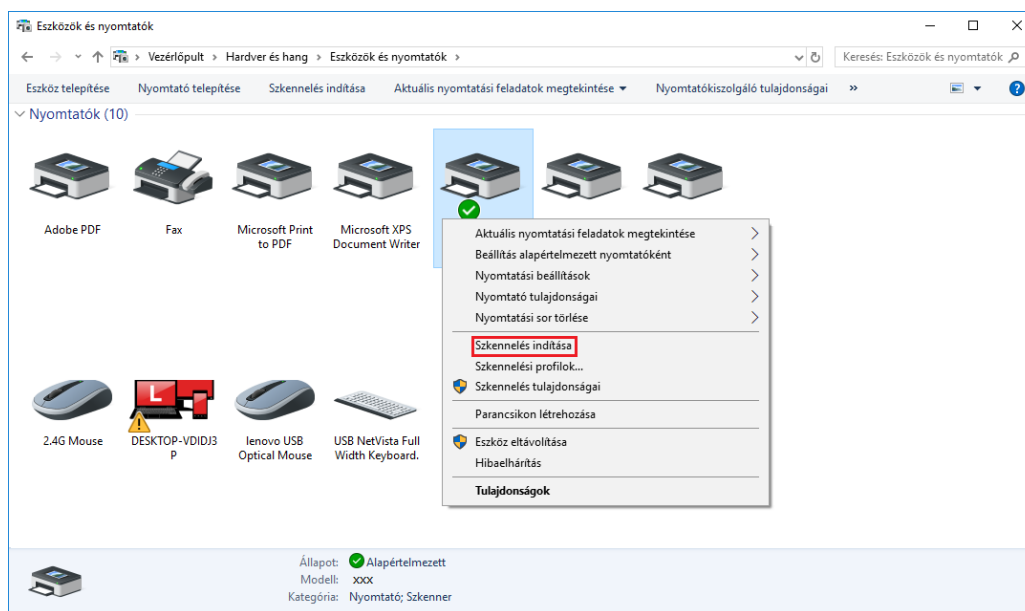 Eszközök és nyomtatók
Vezérlőpult > Hardver és hang > Eszközök és nyomtatók >
Keresés: Eszközök és nyomtatók
Eszköz telepítése Nyomtató telepítése Szkennelés indítása Aktuális nyomtatási feladatok megtekintése Nyomtatókiszolgáló tulajdonságai »
Nyomtatók (10)
Adobe PDF
Fax
Microsoft Print
to PDF
Microsoft XPS
Document Writer
Aktuális nyomtatási feladatok megtekintése
Beállítás alapértelmezett nyomtatóként
Nyomtatási beállítások
Nyomtató tulajdonságai
Nyomtatási sor törlése
Szkennelés indítása
Szkennelési profilok...
Szkennelés tulajdonságai
Parancsikon létrehozása
Eszköz eltávolítása
Hibaelhárítás
Tulajdonságok
2.4G Mouse
L
DESKTOP-VDIDJ3
P
lenovo USB
Optical Mouse
USB NetVista Full
Width Keyboard.
Állapot: Alapértelmezett
Modell: xxx
Kategória: Nyomtató; Szkenner